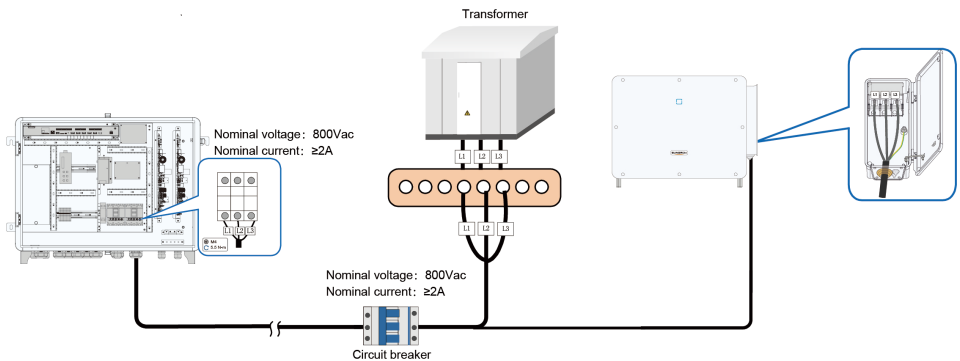 Transformer
L1 L2 L3
Nominal voltage: 800Vac
Nominal current: ≥2A
L1 L2 L3
L1 L2 L3
M4
L1 L2 L3
Nominal voltage: 800Vac
Nominal current: ≥2A
Circuit breaker